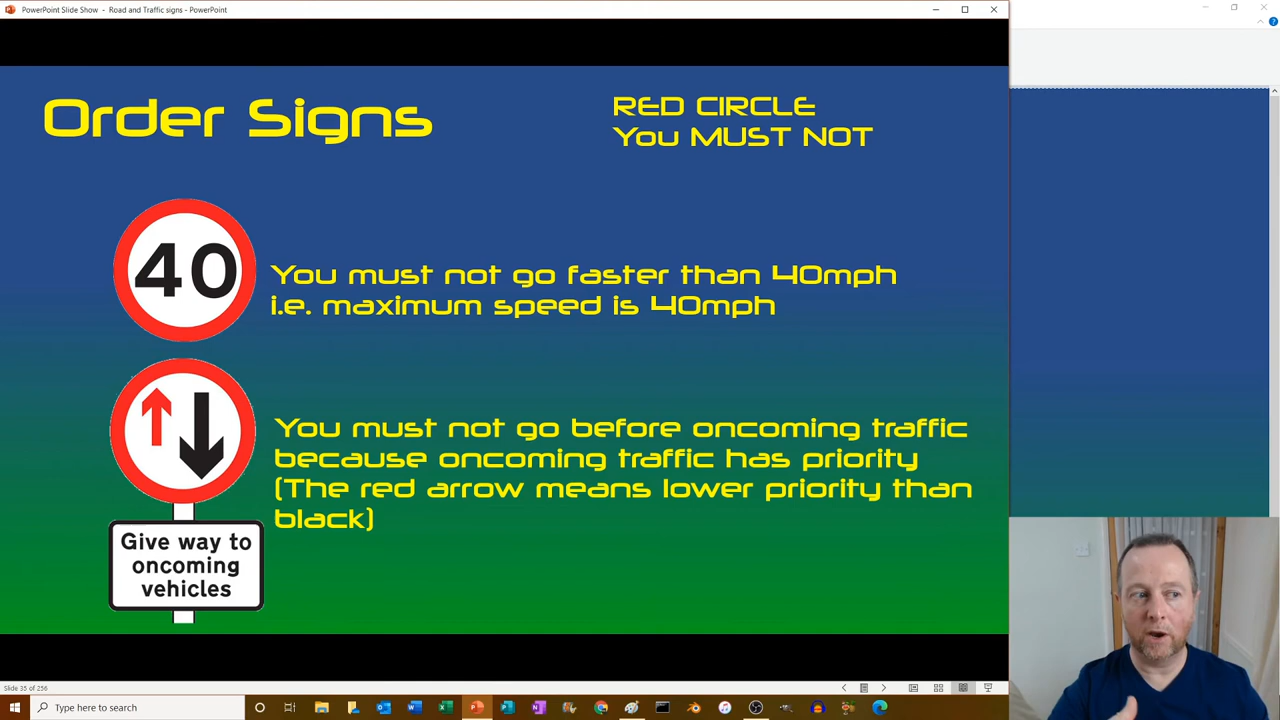 PowerPoint Slide Show - Road and Traffic signs - PowerPoint
Order Signs
RED CIRCLE
You MUST NOT
40
You must not go faster than 40mph
i.e. maximum speed is 40mph
You must not go before oncoming traffic
because oncoming traffic has priority
(The red arrow means lower priority than
black)
Give way to
oncoming
vehicles
Slide 35 of 256
Type here to search